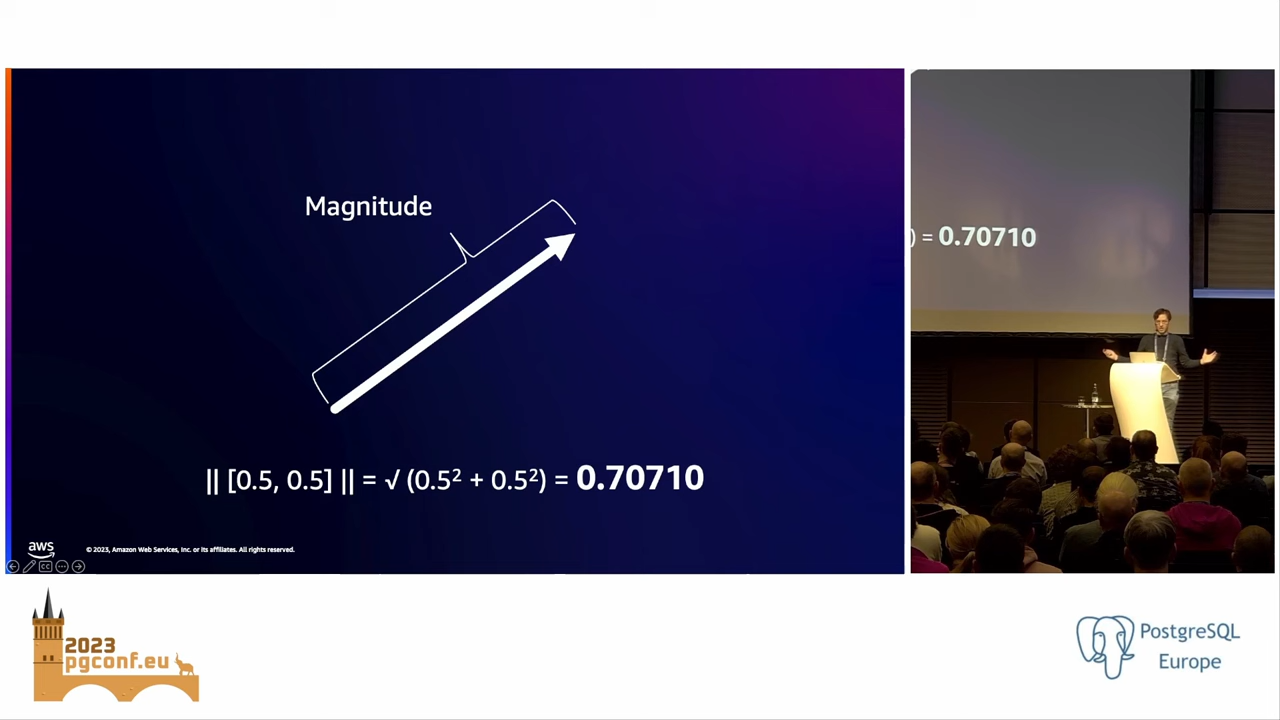 Magnitude
|| [0.5, 0.5] || = √ (0.5² + 0.5²) = 0.70710
aws
© 2023, Amazon Web Services, Inc. or its affiliates. All rights reserved.
) = 0.70710
2023
pgconf.eu
PostgreSQL
Europe